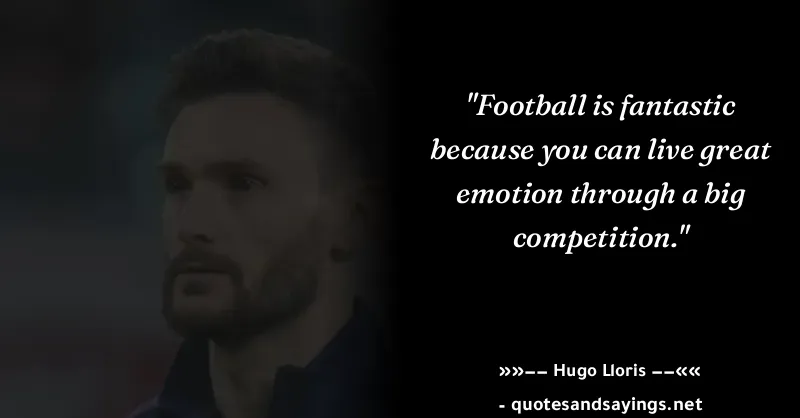 "Football is fantastic
because you can live great
emotion through a big
competition."
»»−− Hugo Lloris −−««
- quotesandsayings.net